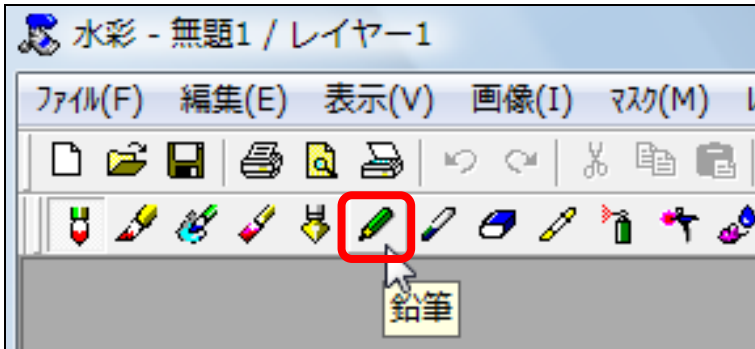 水彩 - 無題1 / レイヤー1
ﾌｧｲﾙ(F) 編集(E) 表示(V) 画像(I) ﾏｽｸ(M)
鉛筆